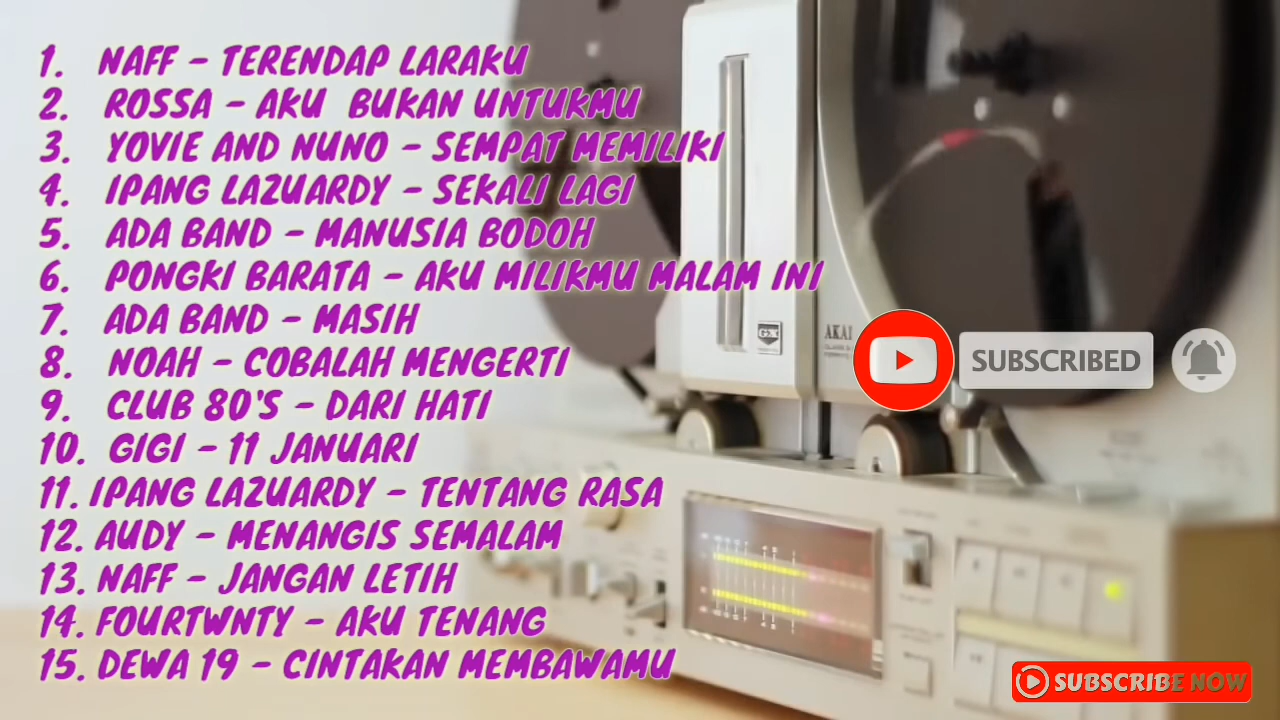 1. NAFF - TERENDAP LARAKU
2. ROSSA - AKU BUKAN UNTUKMU
3. YOVIE AND NUNO - SEMPAT MEMILIKI
4. IPANG LAZUARDY - SEKALI LAGI
5. ADA BAND - MANUSIA BODOH
6. PONGKI BARATA - AKU MILIKMU MALAM INI
7. ADA BAND - MASIH
8. NOAH - COBALAH MENGERTI
9. CLUB 80'S - DARI HATI
10. GIGI - 11 JANUARI
11. IPANG LAZUARDY - TENTANG RASA
12. AUDY - MENANGIS SEMALAM
13. NAFF - JANGAN LETIH
14. FOURTWNTY - AKU TENANG
15. DEWA 19 - CINTAKAN MEMBAWAMU
GX
AKAI
SUBSCRIBED
SUBSCRIBE NOW